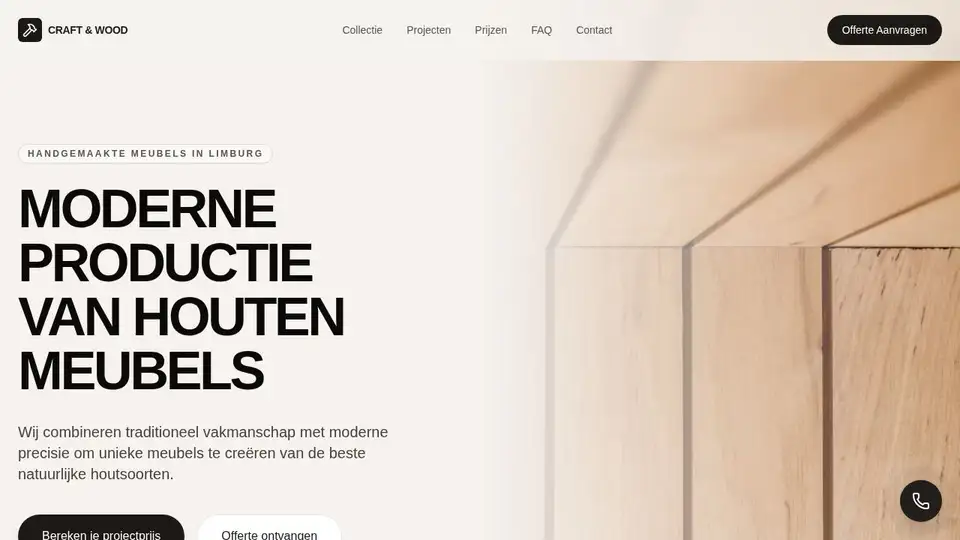 CRAFT & WOOD
Collectie
Projecten
Prijzen
FAQ
Contact
Offerte Aanvragen
HANDGEMAAKTE MEUBELS IN LIMBURG
MODERNE
PRODUCTIE
VAN HOUTEN
MEUBELS
Wij combineren traditioneel vakmanschap met moderne
precisie om unieke meubels te creëren van de beste
natuurlijke houtsoorten.
Bereken je projectprijs
Offerte ontvangen